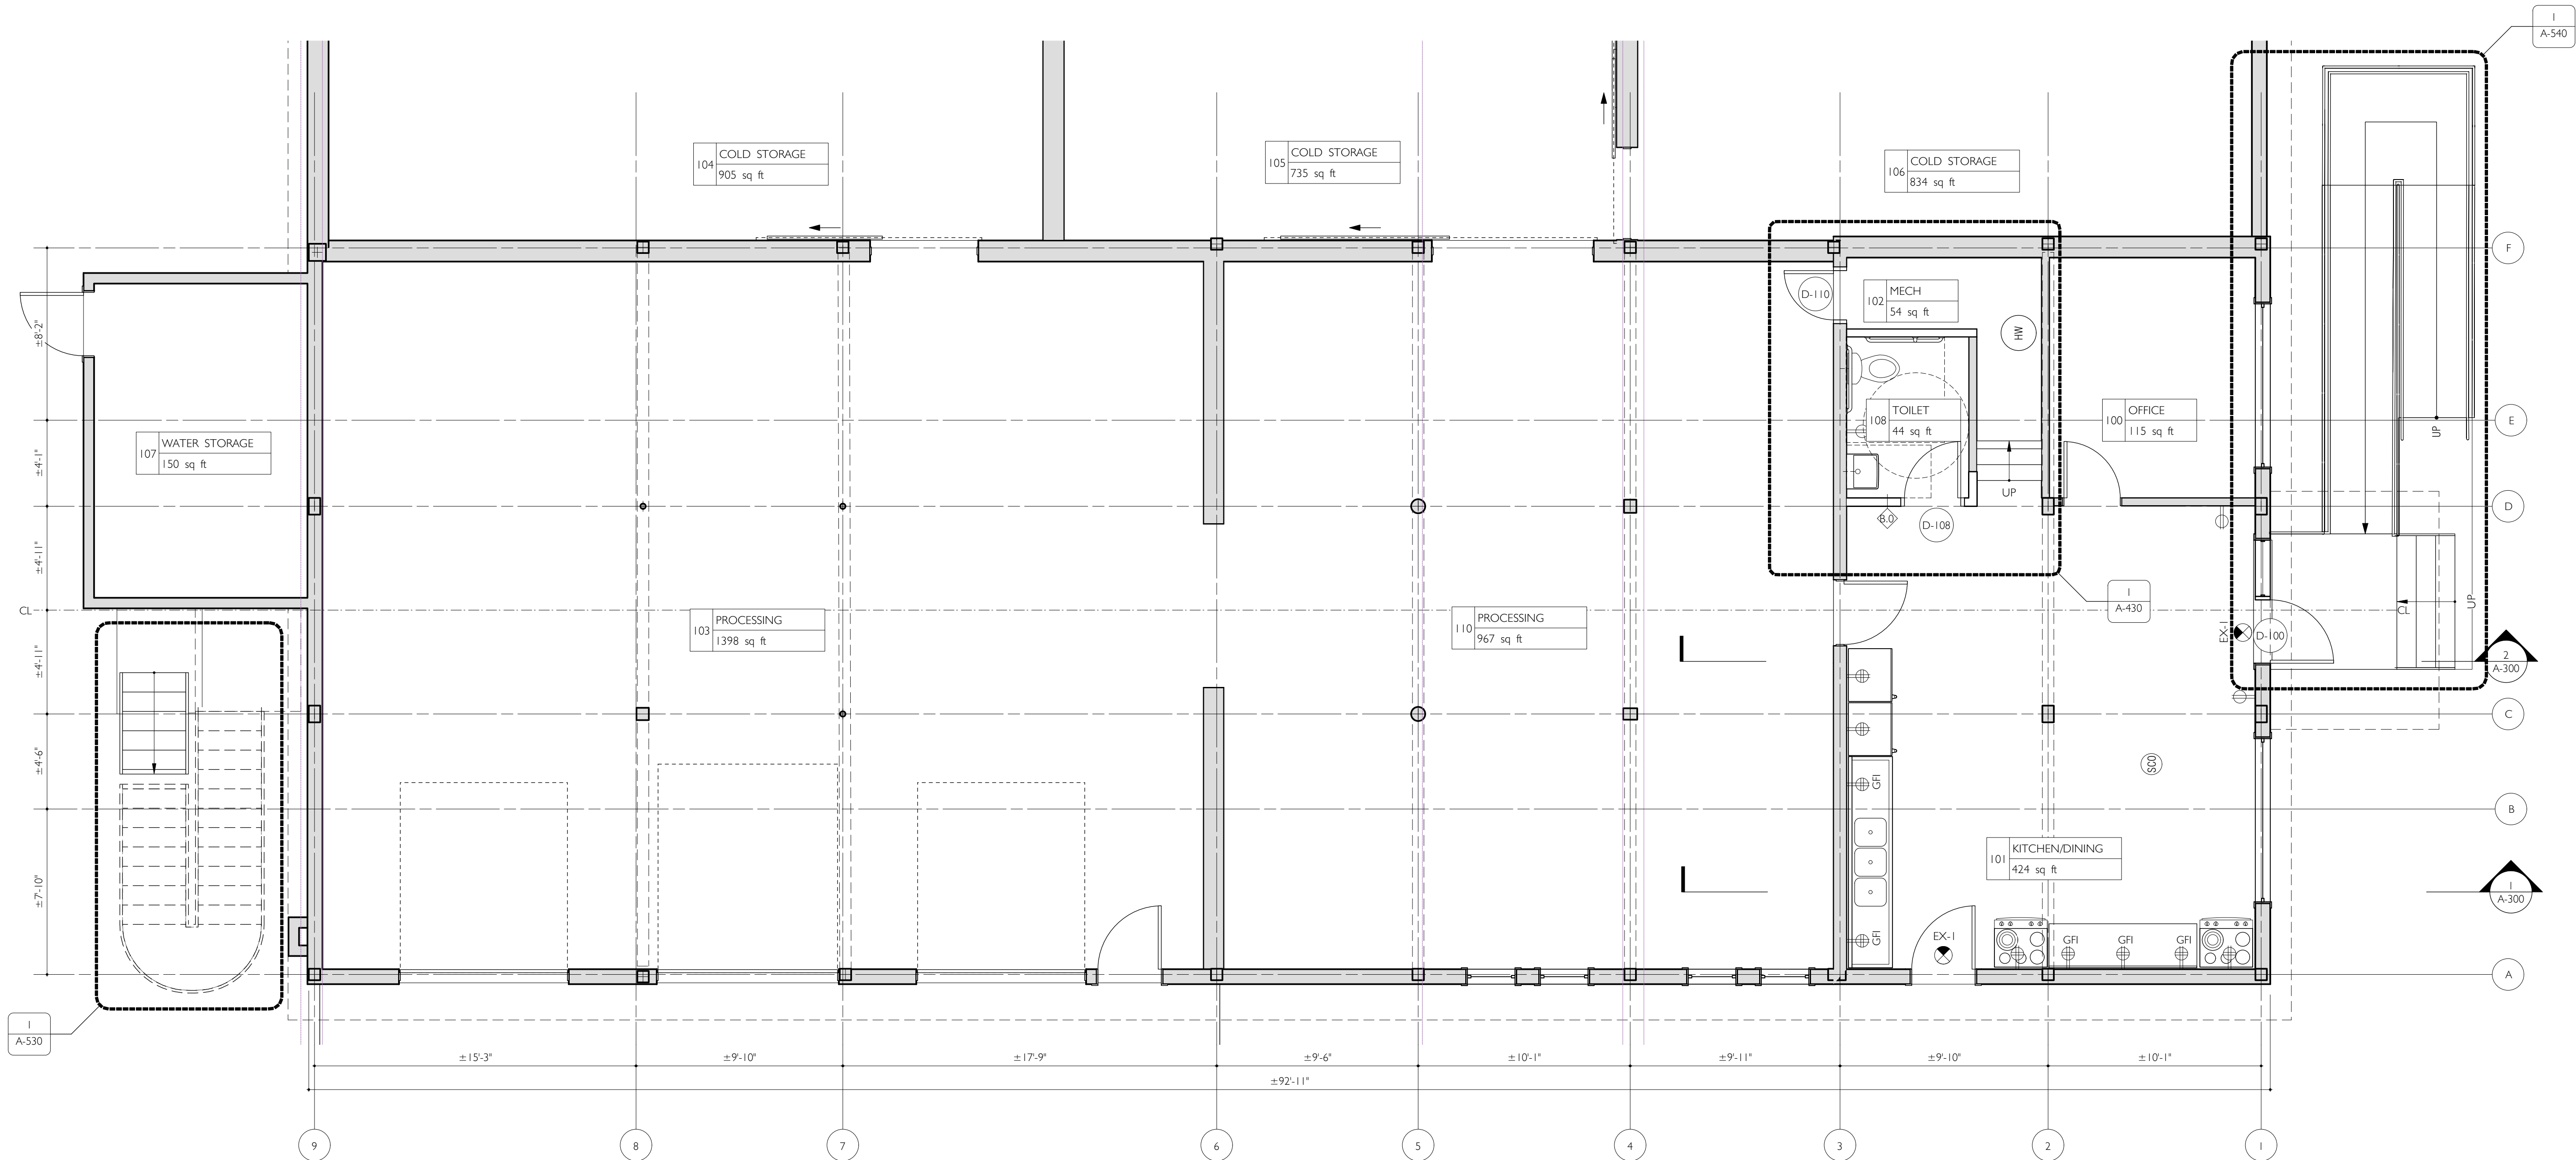 1
A-540
104
COLD STORAGE
905 sq ft
105
COLD STORAGE
735 sq ft
106
COLD STORAGE
834 sq ft
F
±8'-2"
D-110
102
MECH
54 sq ft
HW
107
WATER STORAGE
150 sq ft
108
TOILET
44 sq ft
100
OFFICE
115 sq ft
E
UP
±4'-1"
UP
D
B.0
D-108
±4'-11"
CL
103
PROCESSING
1398 sq ft
110
PROCESSING
967 sq ft
1
A-430
CL
UP
EX-1
D-100
2
A-300
±4'-11"
C
±4'-6"
SCO
GFI
B
101
KITCHEN/DINING
424 sq ft
±7'-10"
1
A-300
GFI
EX-1
GFI
GFI
GFI
A
1
A-530
±15'-3"
±9'-10"
±17'-9"
±9'-6"
±10'-1"
±9'-11"
±9'-10"
±10'-1"
±92'-11"
9
8
7
6
5
4
3
2
1